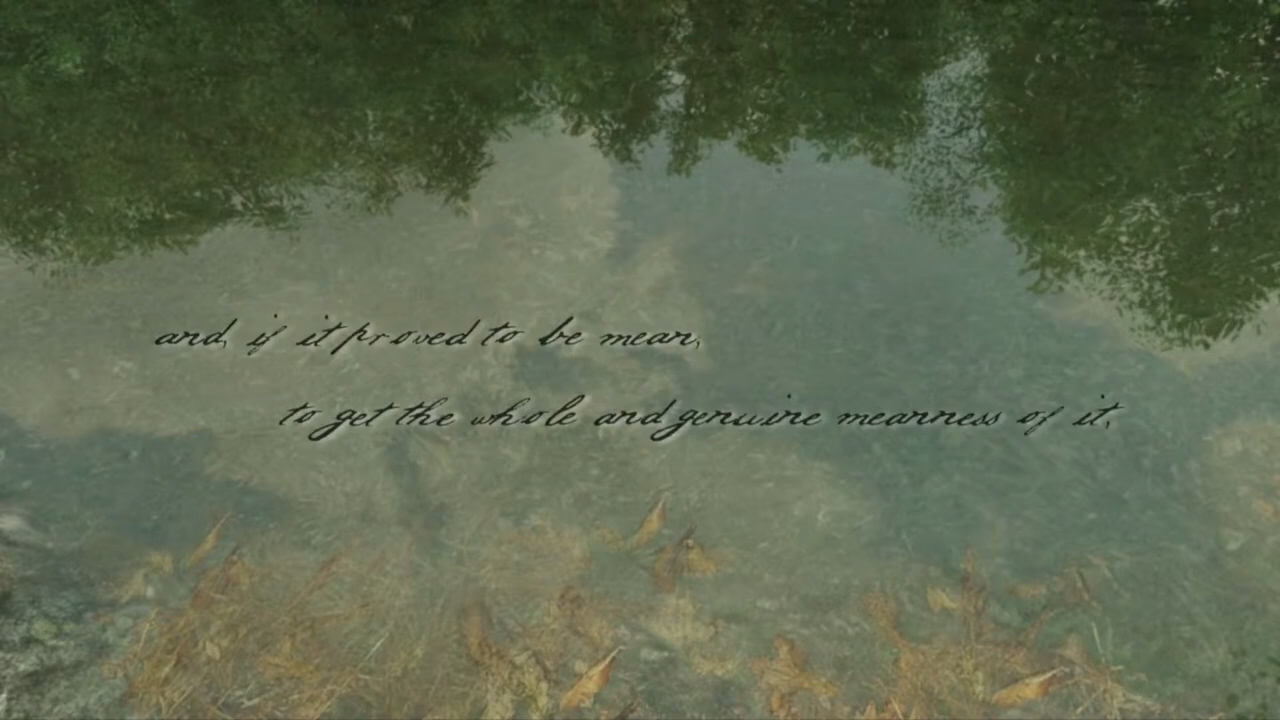 and, if it proved to be mean,
to get the whole and genuine meanness of it,